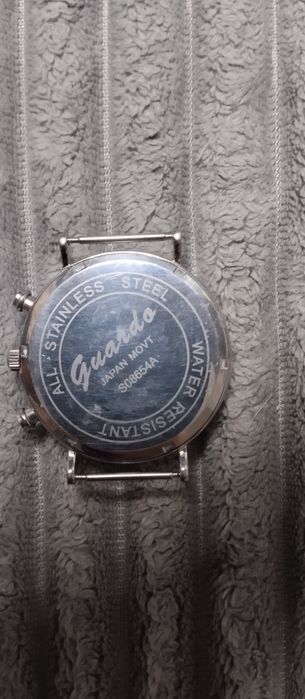 ALL STAINLESS STEEL
Guardo
JAPAN MOVT
S08654A
WATER RESISTANT